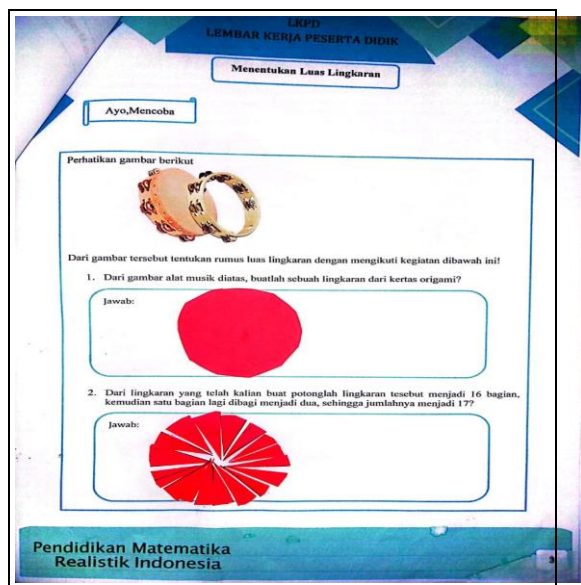 LKPD
LEMBAR KERJA PESERTA DIDIK
Menentukan Luas Lingkaran
Ayo,Mencoba
Perhatikan gambar berikut
Dari gambar tersebut tentukan rumus luas lingkaran dengan mengikuti kegiatan dibawah ini!
1. Dari gambar alat musik diatas, buatlah sebuah lingkaran dari kertas origami?
Jawab:
2. Dari lingkaran yang telah kalian buat potonglah lingkaran tesebut menjadi 16 bagian,
kemudian satu bagian lagi dibagi menjadi dua, sehingga jumlahnya menjadi 17?
Jawab:
Pendidikan Matematika
Realistik Indonesia